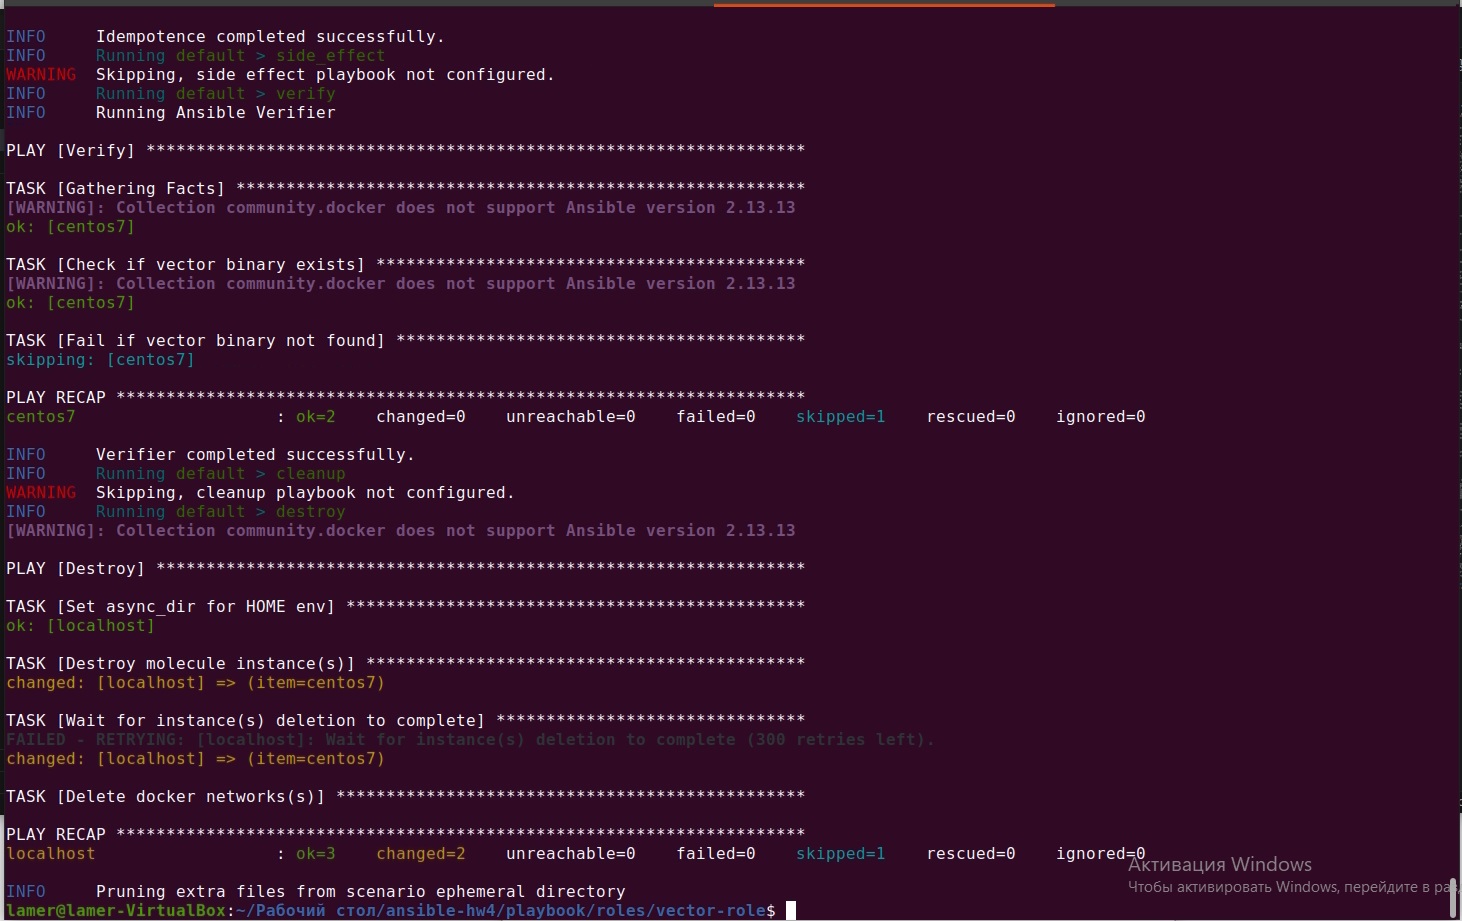 INFO     Idempotence completed successfully.
INFO     Running default > side_effect
WARNING  Skipping, side effect playbook not configured.
INFO     Running default > verify
INFO     Running Ansible Verifier
PLAY [Verify] ******************************************************************
TASK [Gathering Facts] *********************************************************
[WARNING]: Collection community.docker does not support Ansible version 2.13.13
ok: [centos7]
TASK [Check if vector binary exists] *******************************************
[WARNING]: Collection community.docker does not support Ansible version 2.13.13
ok: [centos7]
TASK [Fail if vector binary not found] *****************************************
skipping: [centos7]
PLAY RECAP *********************************************************************
centos7                    : ok=2    changed=0    unreachable=0    failed=0    skipped=1    rescued=0    ignored=0
INFO     Verifier completed successfully.
INFO     Running default > cleanup
WARNING  Skipping, cleanup playbook not configured.
INFO     Running default > destroy
[WARNING]: Collection community.docker does not support Ansible version 2.13.13
PLAY [Destroy] *****************************************************************
TASK [Set async_dir for HOME env] **********************************************
ok: [localhost]
TASK [Destroy molecule instance(s)] ********************************************
changed: [localhost] => (item=centos7)
TASK [Wait for instance(s) deletion to complete] *******************************
FAILED - RETRYING: [localhost]: Wait for instance(s) deletion to complete (300 retries left).
changed: [localhost] => (item=centos7)
TASK [Delete docker networks(s)] ***********************************************
PLAY RECAP *********************************************************************
localhost                  : ok=3    changed=2    unreachable=0    failed=0    skipped=1    rescued=0    ignored=0
Активация Windows
Чтобы активировать Windows, перейдите в раз
INFO     Pruning extra files from scenario ephemeral directory
lamer@lamer-VirtualBox:~/Рабочий стол/ansible-hw4/playbook/roles/vector-role$